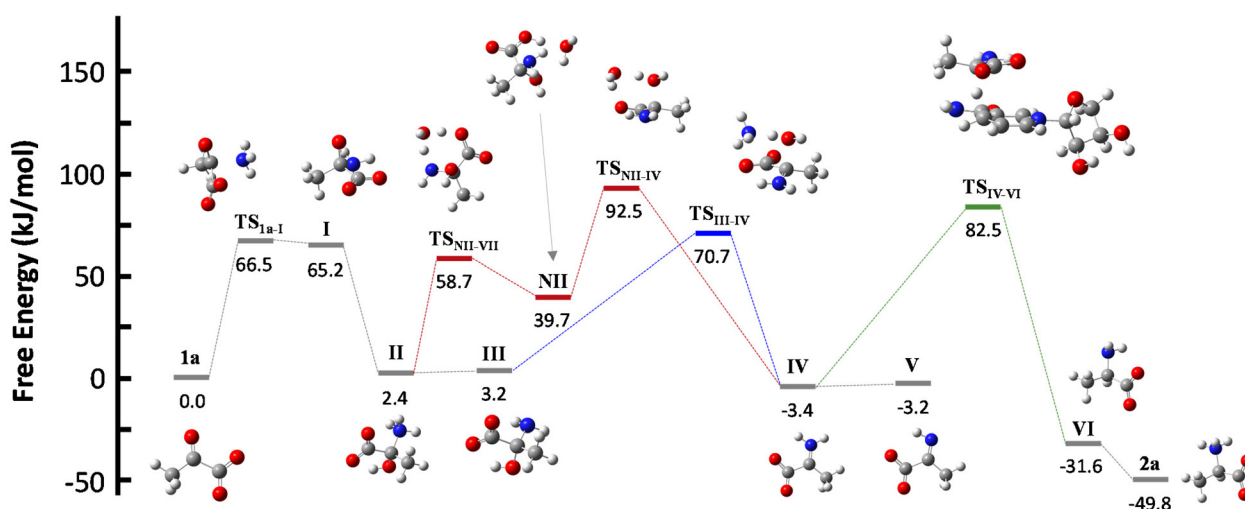 Free Energy (kJ/mol)
150
100
50
0
-50
1a
0.0
TS1a-I
66.5
I
65.2
II
2.4
TSNII-VII
58.7
III
3.2
NII
39.7
TSNII-IV
92.5
TSIII-IV
70.7
IV
-3.4
V
-3.2
TSIV-VI
82.5
VI
-31.6
2a
-49.8